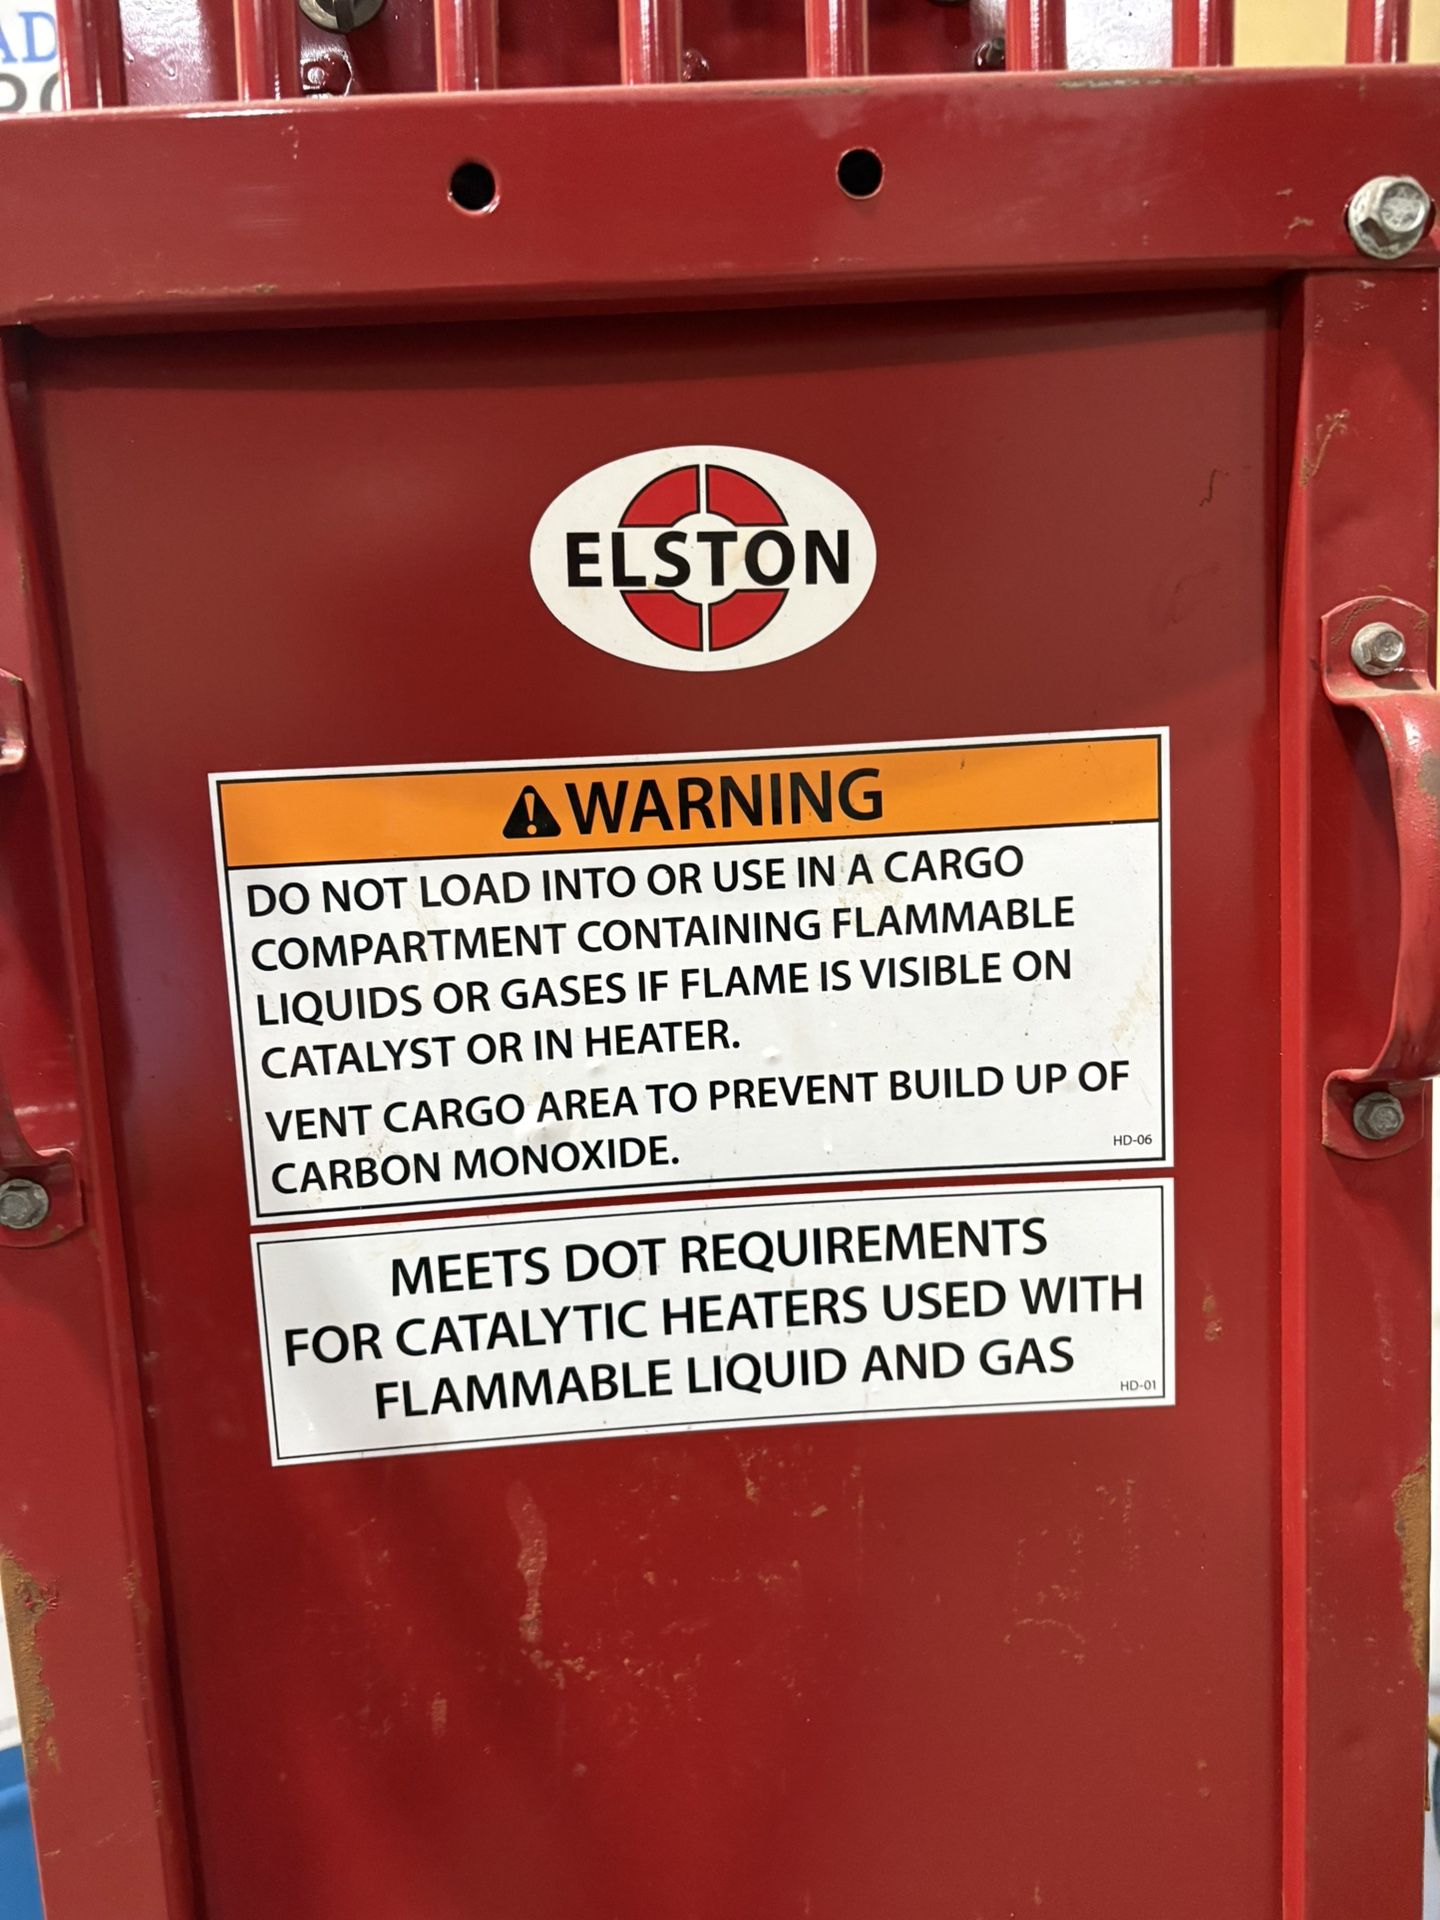 AD
ELSTON
WARNING
DO NOT LOAD INTO OR USE IN A CARGO
COMPARTMENT CONTAINING FLAMMABLE
LIQUIDS OR GASES IF FLAME IS VISIBLE ON
CATALYST OR IN HEATER.
VENT CARGO AREA TO PREVENT BUILD UP OF
CARBON MONOXIDE.
HD-06
MEETS DOT REQUIREMENTS
FOR CATALYTIC HEATERS USED WITH
FLAMMABLE LIQUID AND GAS
HD-01